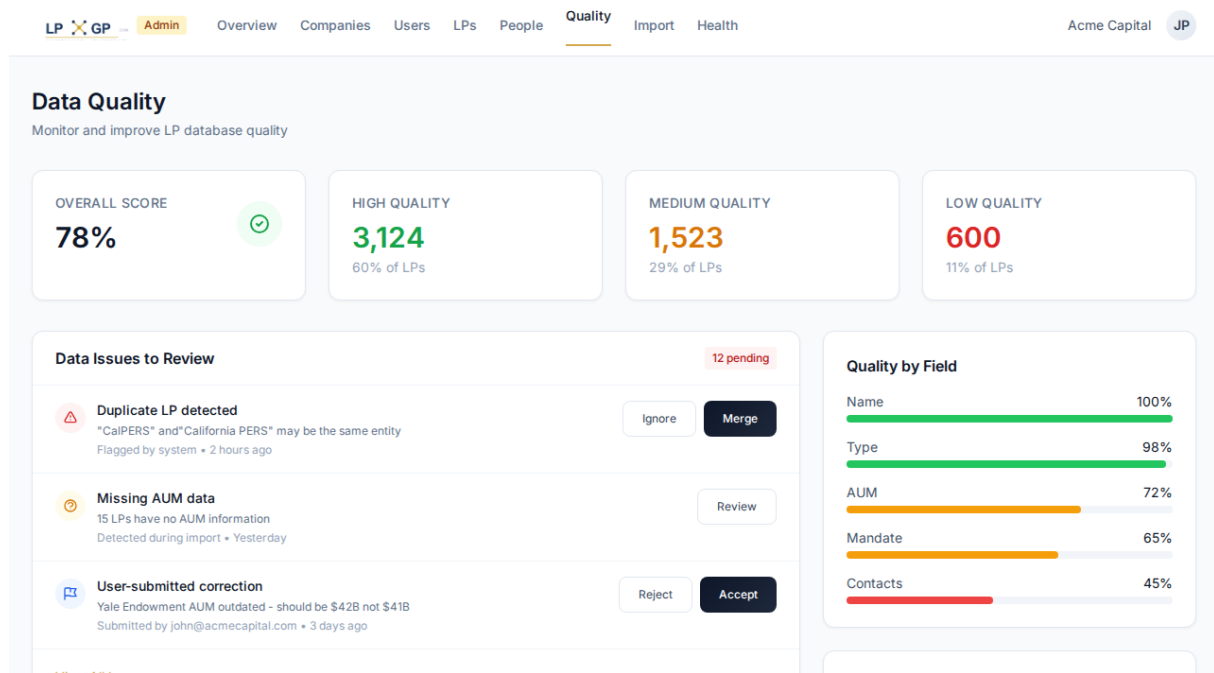 LP GP Admin Overview Companies Users LPs People Quality Import Health Acme Capital JP
Data Quality
Monitor and improve LP database quality
OVERALL SCORE
78%
HIGH QUALITY
3,124
60% of LPs
MEDIUM QUALITY
1,523
29% of LPs
LOW QUALITY
600
11% of LPs
Data Issues to Review
12 pending
Duplicate LP detected
"CalPERS" and"California PERS" may be the same entity
Flagged by system • 2 hours ago
Ignore
Merge
Missing AUM data
15 LPs have no AUM information
Detected during import • Yesterday
Review
User-submitted correction
Yale Endowment AUM outdated - should be $42B not $41B
Submitted by john@acmecapital.com • 3 days ago
Reject
Accept
Quality by Field
Name 100%
Type 98%
AUM 72%
Mandate 65%
Contacts 45%